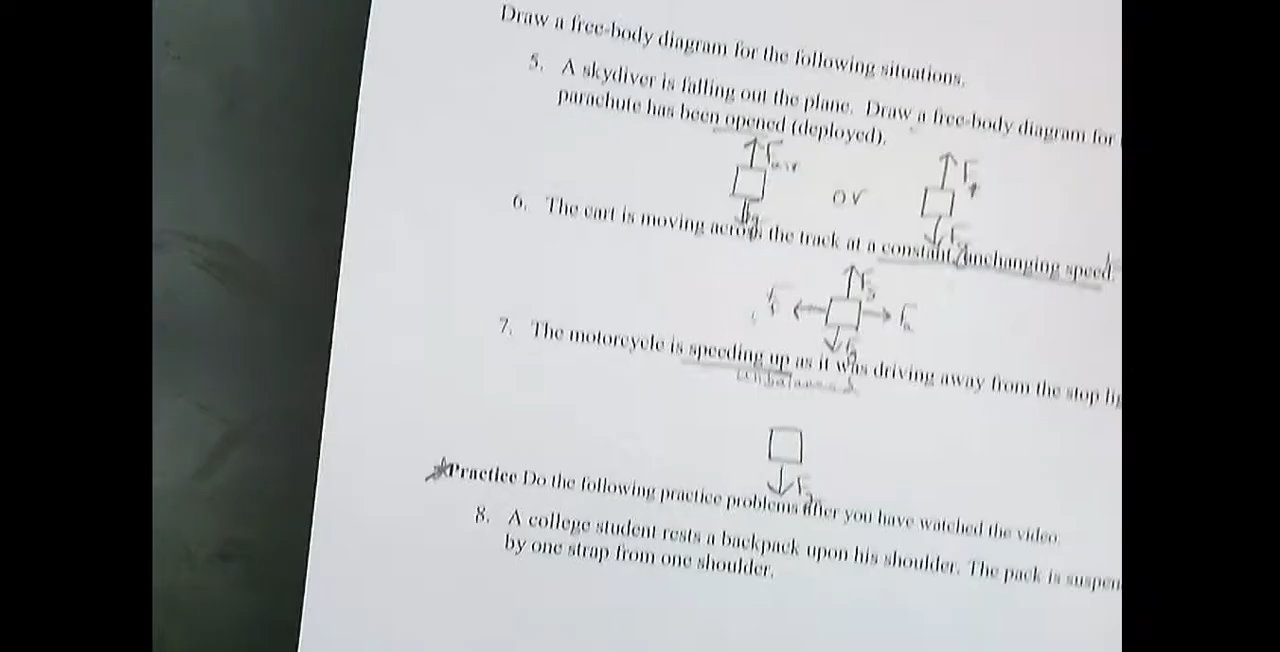 Draw a free-body diagram for the following situations.
5. A skydiver is falling out the plane. Draw a free-body diagram for
parachute has been opened (deployed).
F air
or
6. The cart is moving across the track at a constant/unchanging speed.
7. The motorcycle is speeding up as it was driving away from the stop
unbalanced
Practice Do the following practice problems after you have watched the video.
8. A college student rests a backpack upon his shoulder. The pack is
by one strap from one shoulder.